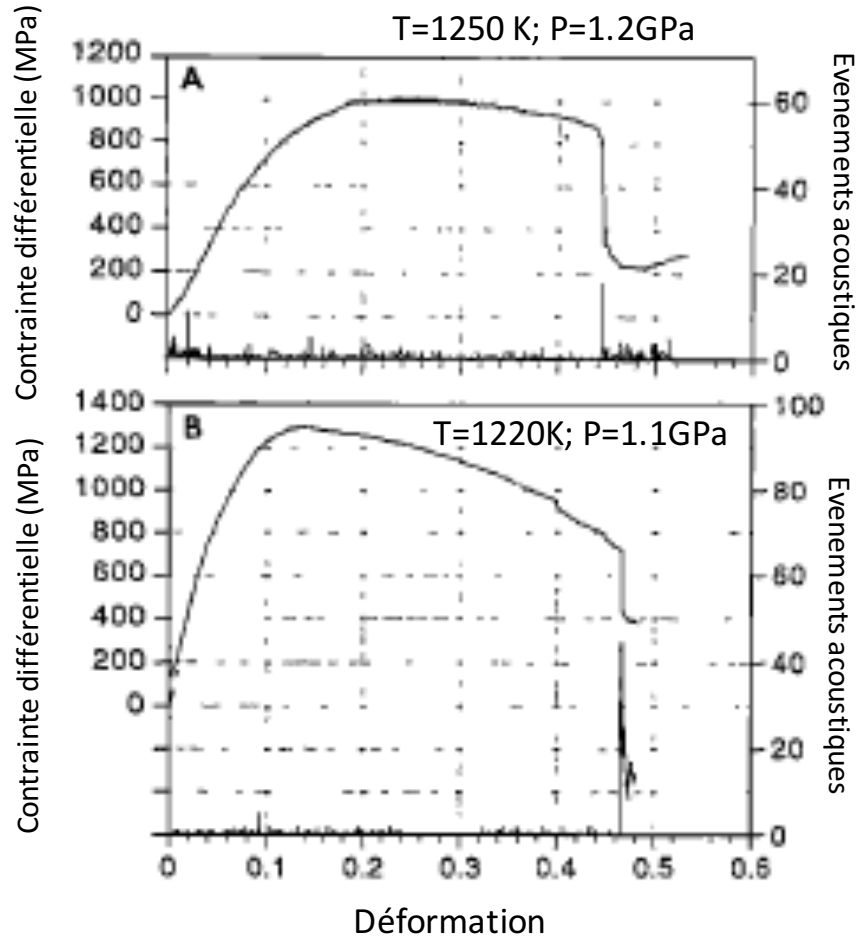 T=1250 K; P=1.2GPa
Contrainte différentielle (MPa)
1200
1000
800
600
400
200
0
A
60
40
20
0
Evenements acoustiques
T=1220K; P=1.1GPa
Contrainte différentielle (MPa)
1400
1200
1000
800
600
400
200
0
B
100
80
60
40
20
0
Evenements acoustiques
0 0.1 0.2 0.3 0.4 0.5 0.6
Déformation